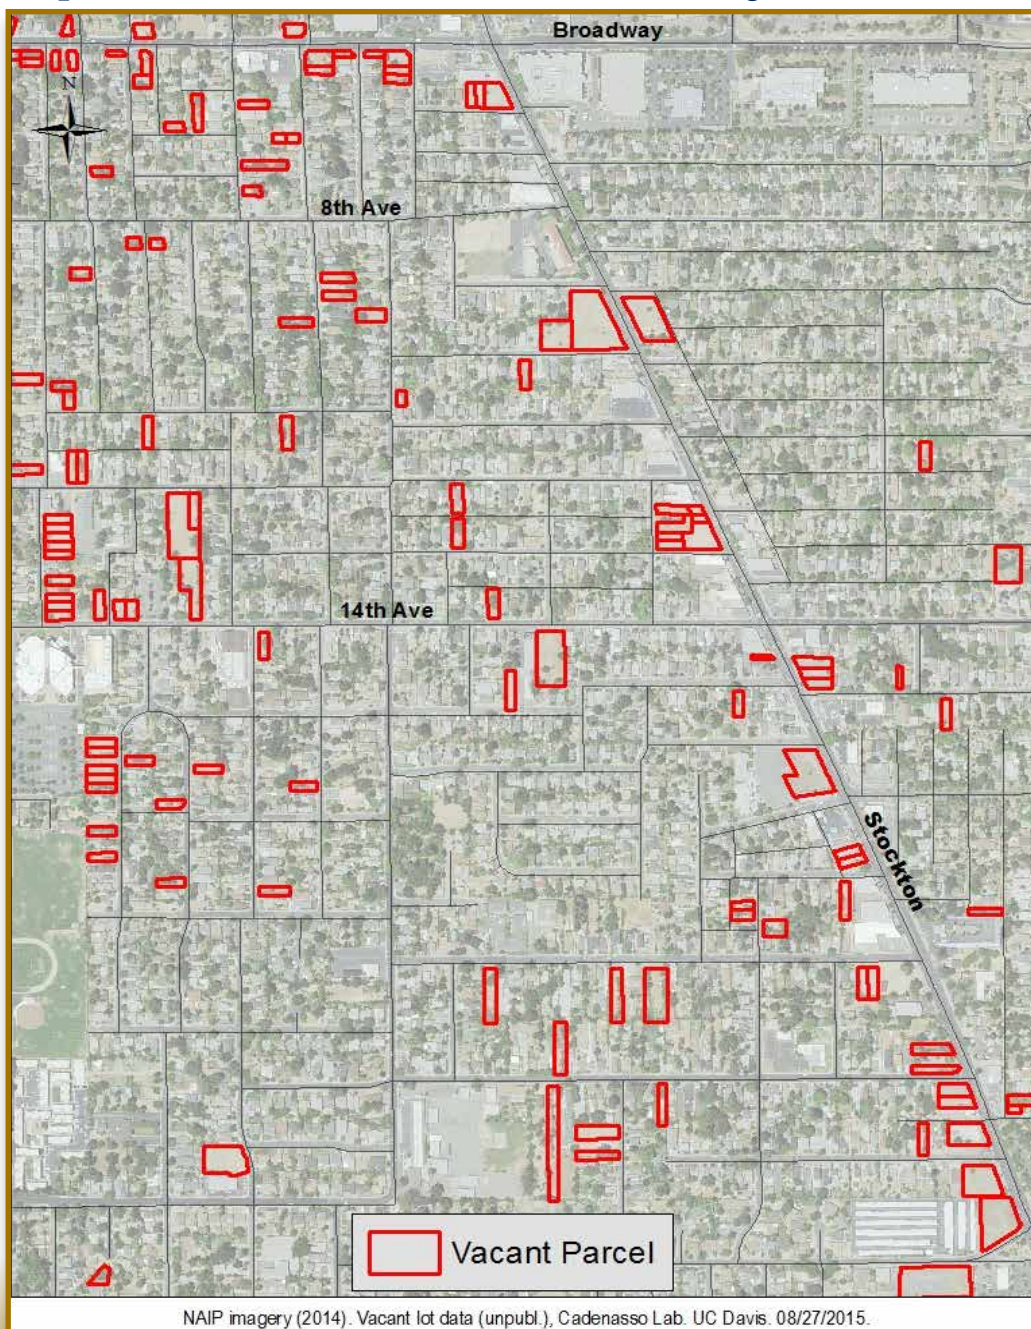 Broadway
N
8th Ave
14th Ave
Stockton
Vacant Parcel
NAIP imagery (2014). Vacant lot data (unpubl.), Cadenasso Lab. UC Davis. 08/27/2015.